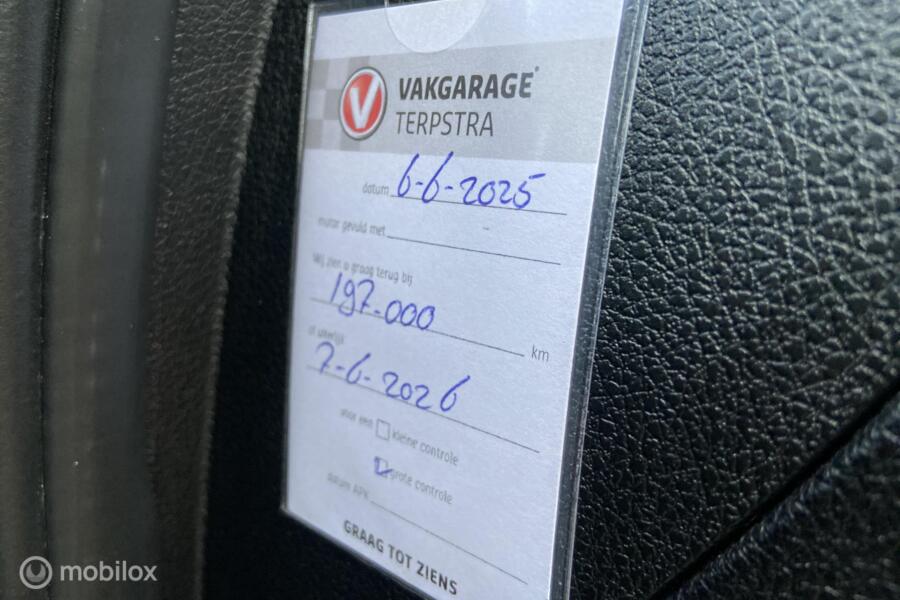 VAKGARAGE
TERPSTRA
datum 6-6-2025
motor gevuld met
Wij zien u graag terug bij
197.000 km
of uiterlijk
7-6-2026
voor een kleine controle
grote controle
datum APK
GRAAG TOT ZIENS
mobilox